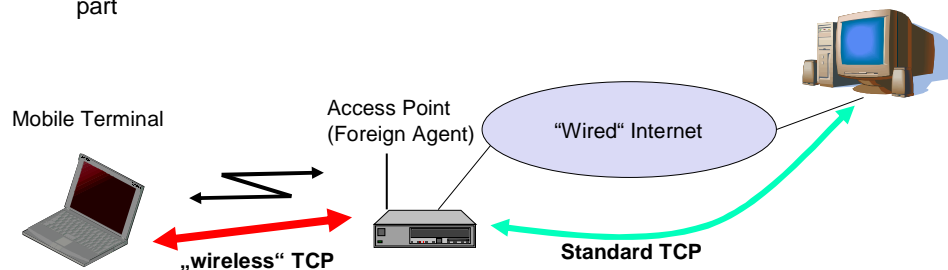 part
Mobile Terminal
Access Point
(Foreign Agent)
“Wired“ Internet
„wireless“ TCP
Standard TCP